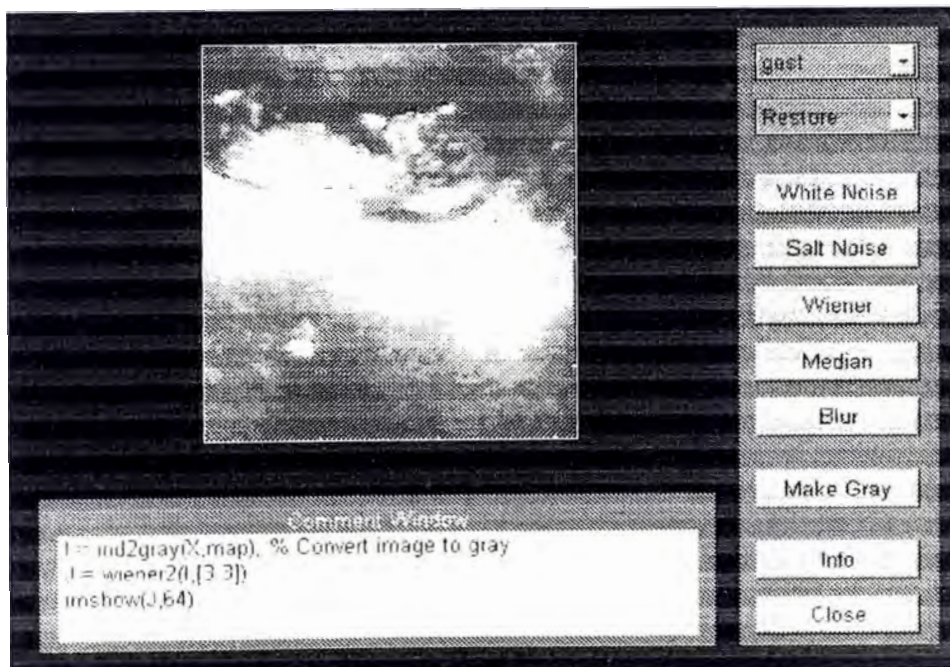 gast
Restore
White Noise
Salt Noise
Wiener
Median
Blur
Make Gray
Info
Close
Comment Window
I = ind2gray(X,map), % Convert image to gray
J = wiener2(I,[3 3])
imshow(J,64)